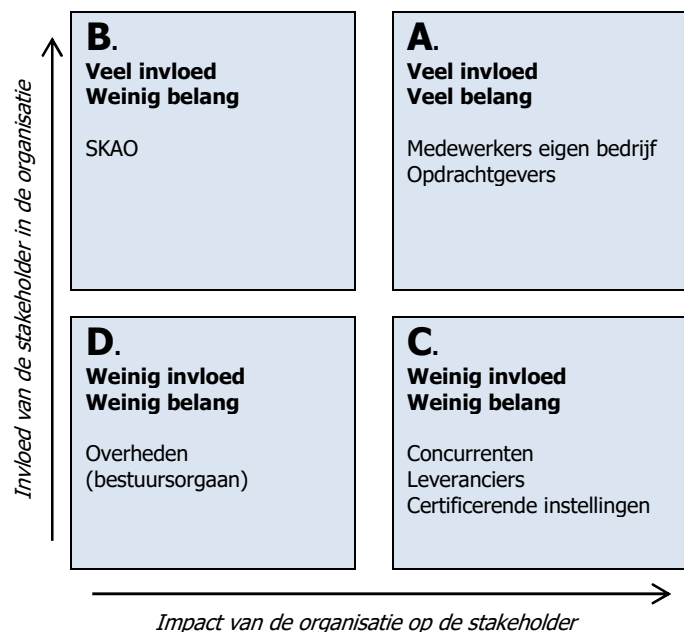 Invloed van de stakeholder in de organisatie
B.
Veel invloed
Weinig belang
SKAO
A.
Veel invloed
Veel belang
Medewerkers eigen bedrijf
Opdrachtgevers
D.
Weinig invloed
Weinig belang
Overheden
(bestuursorgaan)
C.
Weinig invloed
Weinig belang
Concurrenten
Leveranciers
Certificerende instellingen
Impact van de organisatie op de stakeholder